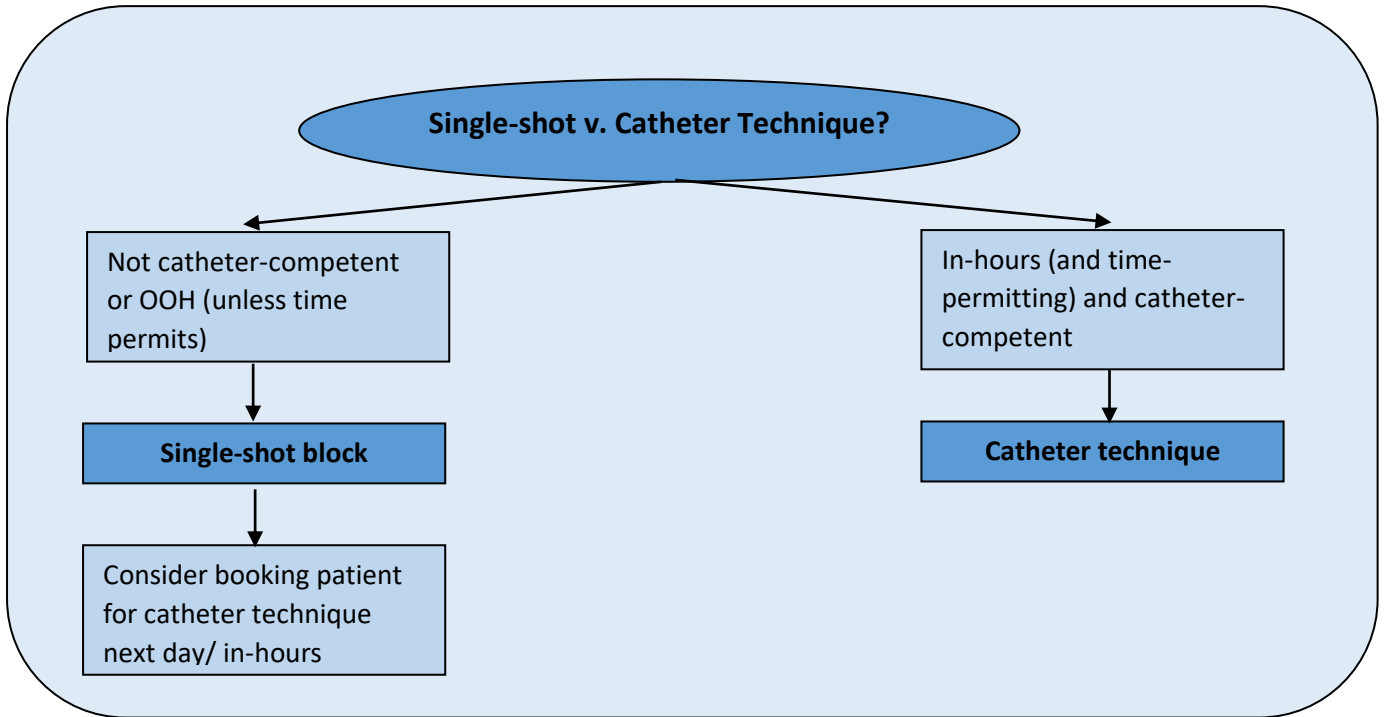 Single-shot v. Catheter Technique?
Not catheter-competent
or OOH (unless time
permits)
In-hours (and time-
permitting) and catheter-
competent
Single-shot block
Catheter technique
Consider booking patient
for catheter technique
next day/ in-hours